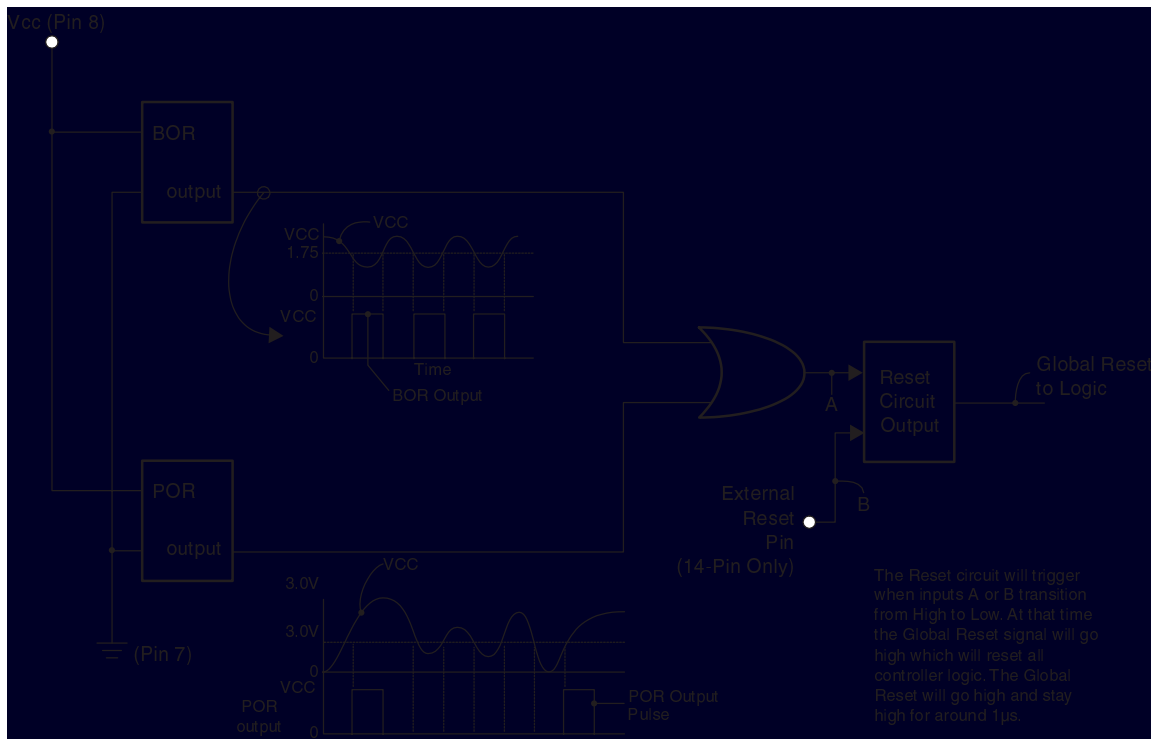 Vcc (Pin 8)
BOR
output
VCC
VCC
1.75
0
VCC
0
Time
BOR Output
Global Reset
to Logic
Reset
Circuit
Output
A
B
External
Reset
Pin
(14-Pin Only)
POR
output
(Pin 7)
VCC
3.0V
3.0V
0
VCC
POR
output
0
POR Output
Pulse
The Reset circuit will trigger
when inputs A or B transition
from High to Low. At that time
the Global Reset signal will go
high which will reset all
controller logic. The Global
Reset will go high and stay
high for around 1µs.